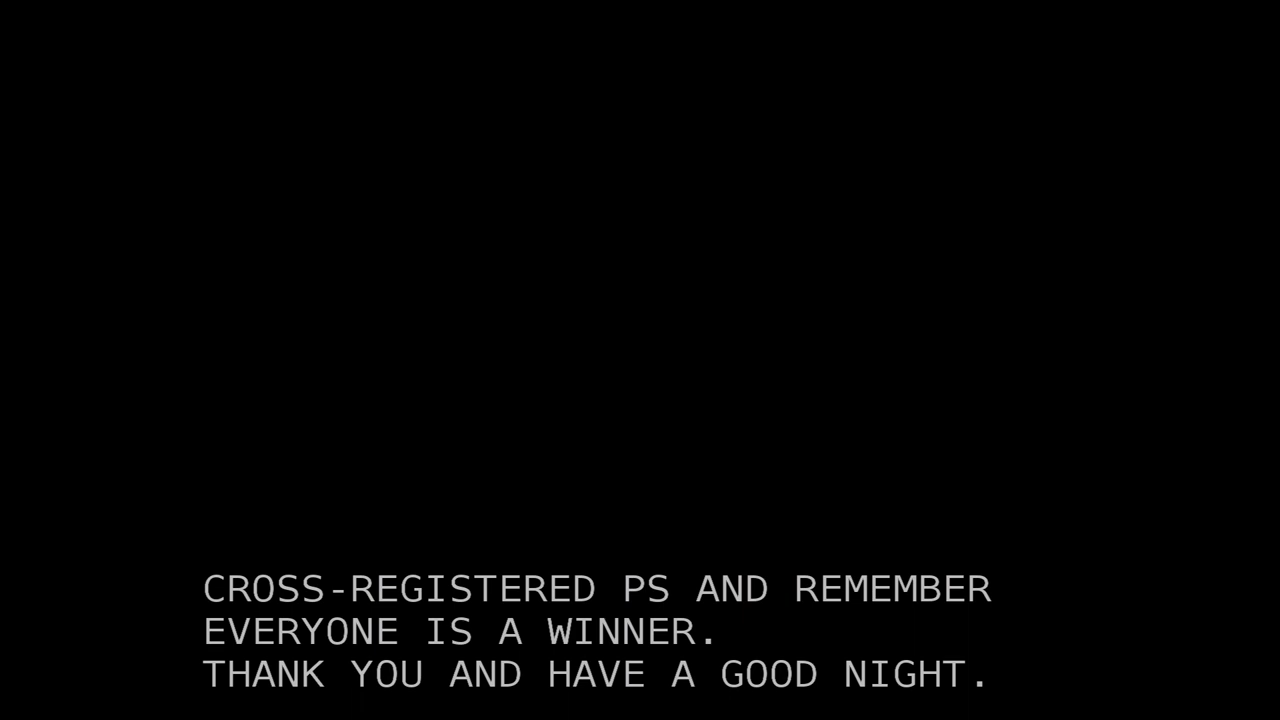 CROSS-REGISTERED PS AND REMEMBER
EVERYONE IS A WINNER.
THANK YOU AND HAVE A GOOD NIGHT.